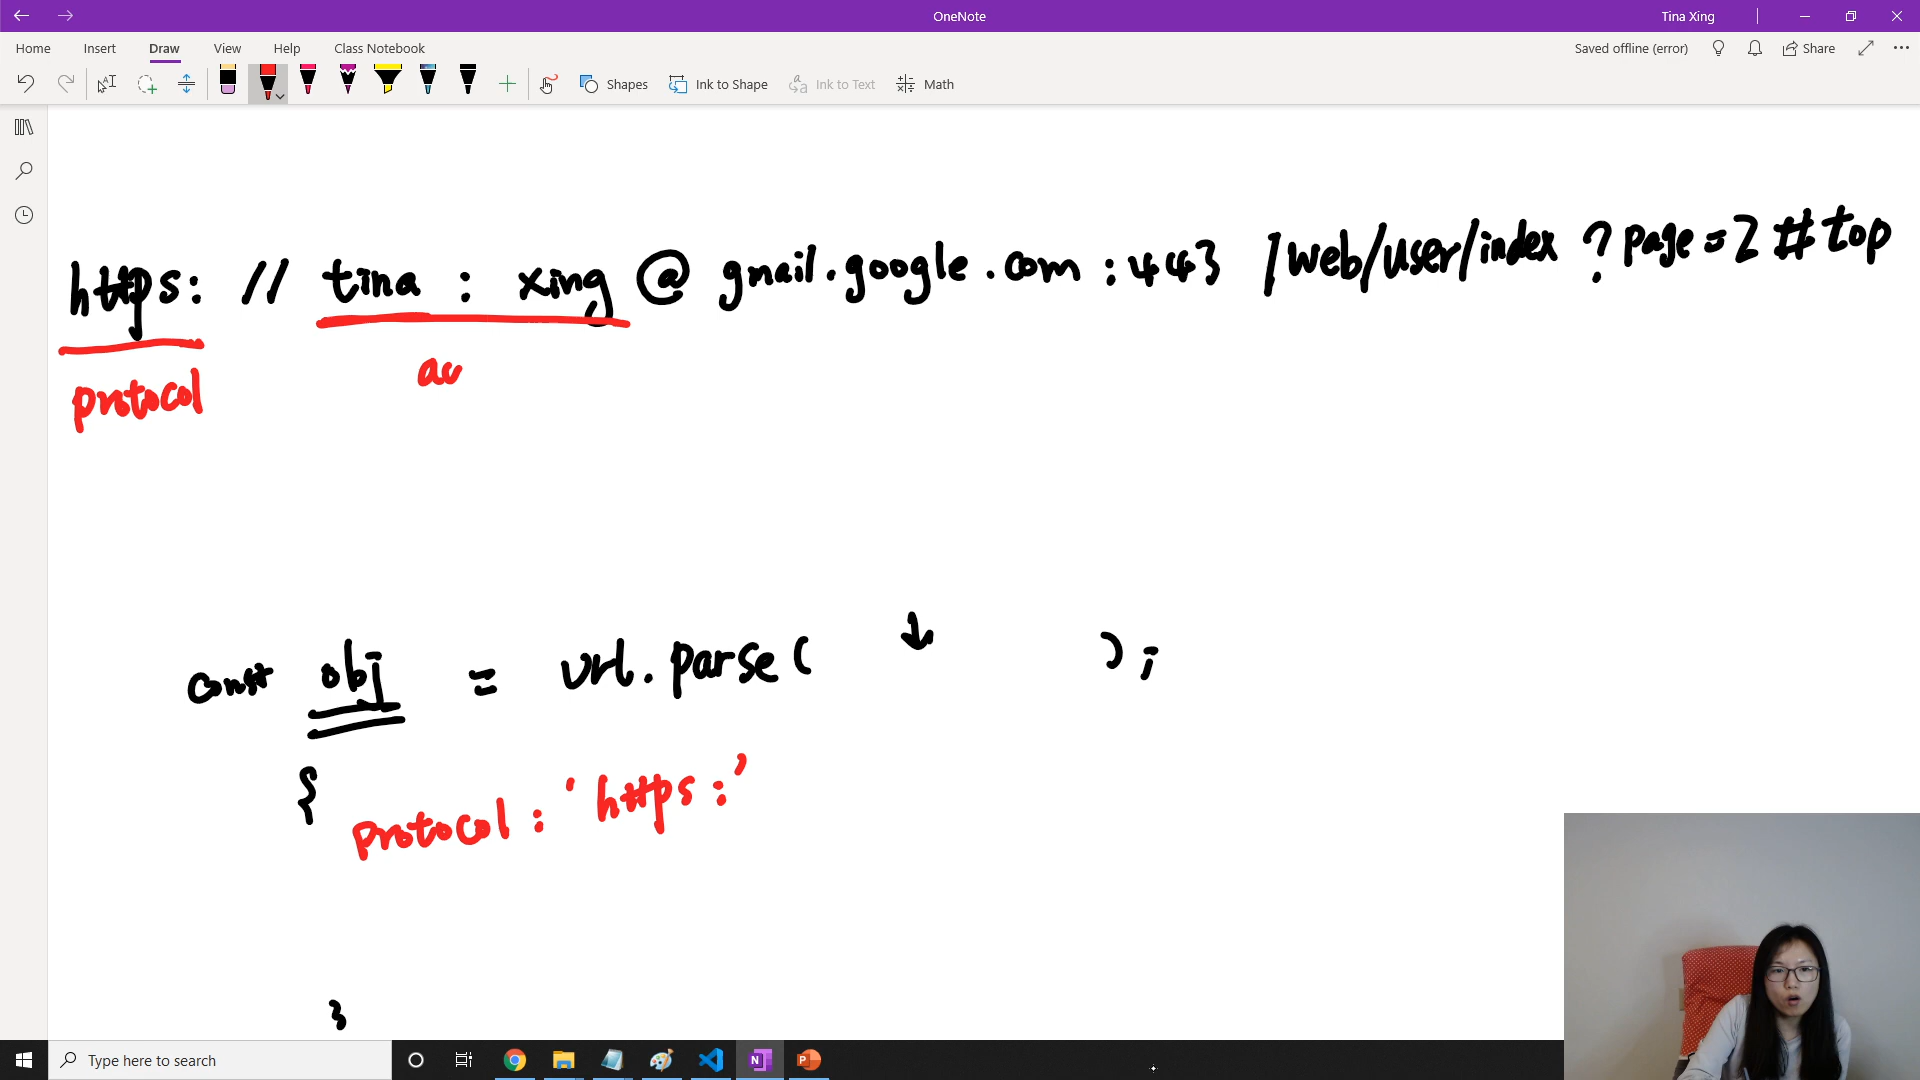 OneNote
Tina Xing
Home Insert Draw View Help Class Notebook
Saved offline (error) Share
Shapes Ink to Shape Ink to Text Math
https: // tina : xing @ gmail.google.com :443 /web/user/index ? page=2 #top
protocol
au
const obj = url.parse( ↓ );
{
protocol : 'https:'
}
Type here to search